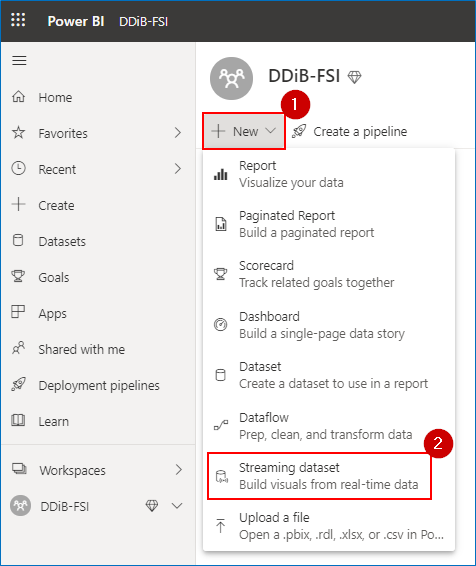 Power BI DDiB-FSI
DDiB-FSI
1
New
Create a pipeline
Home
Favorites
Recent
Create
Datasets
Goals
Apps
Shared with me
Deployment pipelines
Learn
Workspaces
DDiB-FSI
Report
Visualize your data
Paginated Report
Build a paginated report
Scorecard
Track related goals together
Dashboard
Build a single-page data story
Dataset
Create a dataset to use in a report
Dataflow
Prep, clean, and transform data
2
Streaming dataset
Build visuals from real-time data
Upload a file
Open a .pbix, .rdl, .xlsx, or .csv in Po...